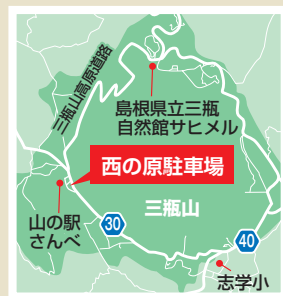 三瓶山高原道路
島根県立三瓶
自然館サヒメル
西の原駐車場
山の駅
さんべ
三瓶山
30
40
志学小